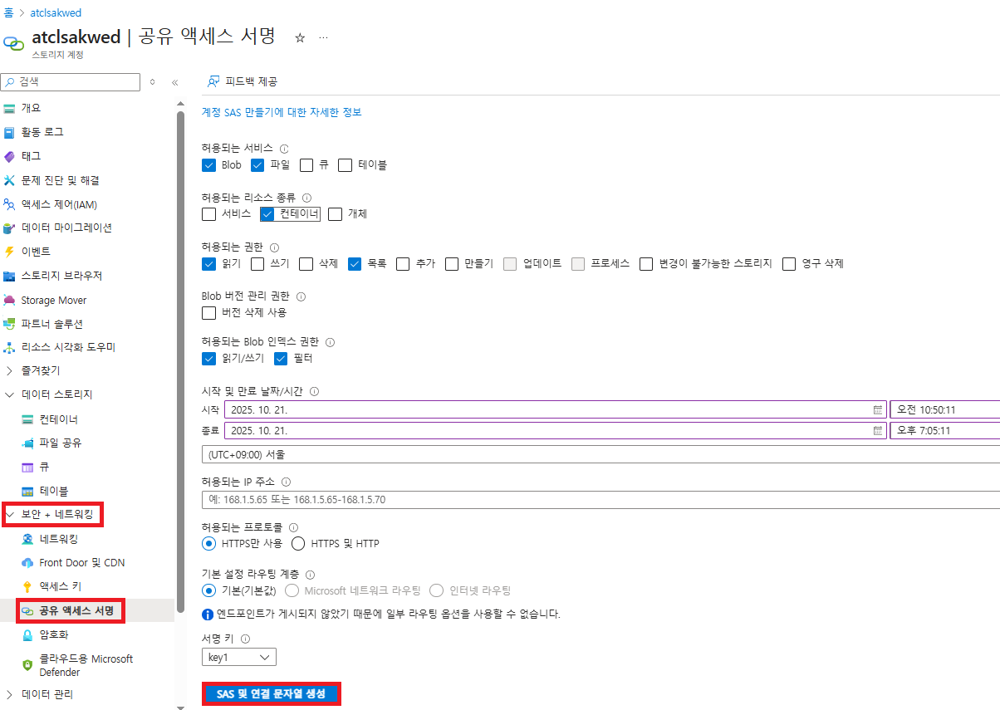 홈 > atclsakwed
atclsakwed | 공유 액세스 서명 ☆ ...
스토리지 계정
검색
개요
활동 로그
태그
문제 진단 및 해결
액세스 제어(IAM)
데이터 마이그레이션
이벤트
스토리지 브라우저
Storage Mover
파트너 솔루션
리소스 시각화 도우미
즐겨찾기
데이터 스토리지
컨테이너
파일 공유
큐
테이블
보안 + 네트워킹
네트워킹
Front Door 및 CDN
액세스 키
공유 액세스 서명
암호화
클라우드용 Microsoft
Defender
데이터 관리
피드백 제공
계정 SAS 만들기에 대한 자세한 정보
허용되는 서비스
Blob 파일 큐 테이블
허용되는 리소스 종류
서비스 컨테이너 개체
허용되는 권한
읽기 쓰기 삭제 목록 추가 만들기 업데이트 프로세스 변경이 불가능한 스토리지 영구 삭제
Blob 버전 관리 권한
버전 삭제 사용
허용되는 Blob 인덱스 권한
읽기/쓰기 필터
시작 및 만료 날짜/시간
시작 2025. 10. 21. 오전 10:50:11
종료 2025. 10. 21. 오후 7:05:11
(UTC+09:00) 서울
허용되는 IP 주소
예: 168.1.5.65 또는 168.1.5.65-168.1.5.70
허용되는 프로토콜
HTTPS만 사용 HTTPS 및 HTTP
기본 설정 라우팅 계층
기본(기본값) Microsoft 네트워크 라우팅 인터넷 라우팅
엔드포인트가 게시되지 않았기 때문에 일부 라우팅 옵션을 사용할 수 없습니다.
서명 키
key1
SAS 및 연결 문자열 생성